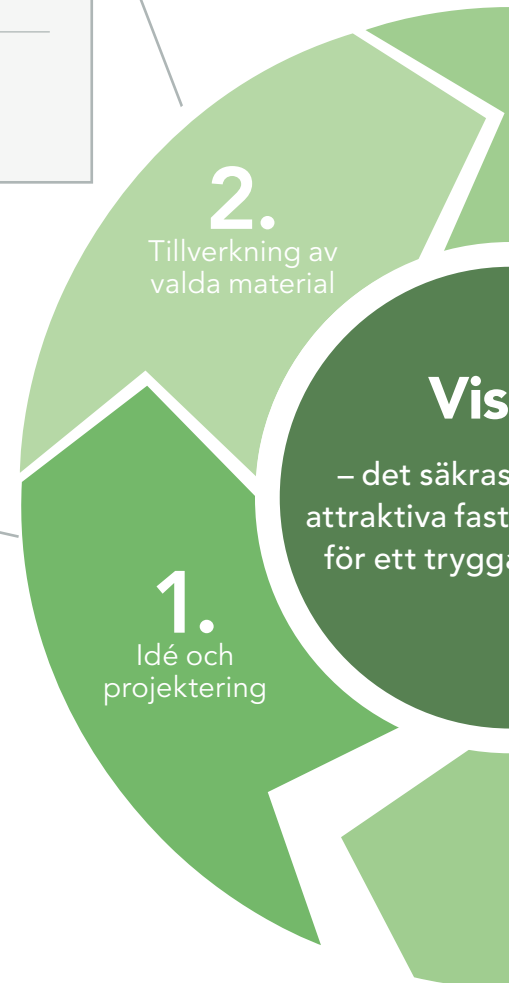 2.
Tillverkning av
valda material
Vis
– det säkras
attraktiva fast
för ett trygga
1.
Idé och
projektering